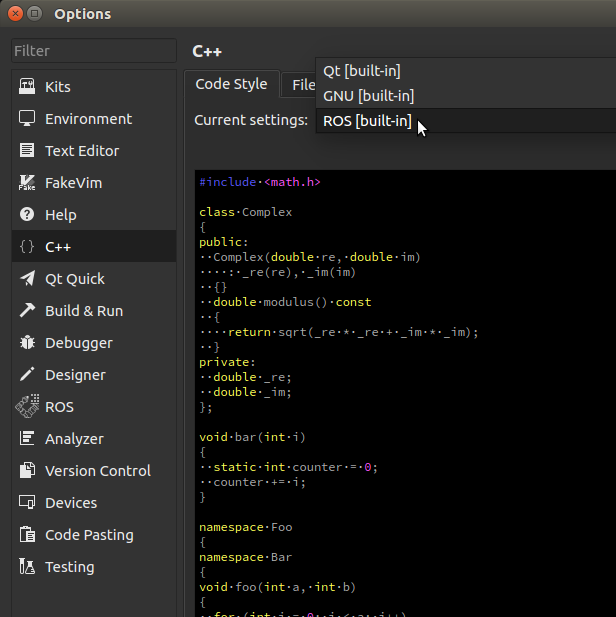 Options
Filter
Kits
Environment
Text Editor
FakeVim
Help
{} C++
Qt Quick
Build & Run
Debugger
Designer
ROS
Analyzer
Version Control
Devices
Code Pasting
Testing
C++
Code Style
File
Current settings:
Qt [built-in]
GNU [built-in]
ROS [built-in]
#include·<math.h>
class·Complex
{
public:
··Complex(double·re,·double·im)
····:·_re(re),·_im(im)
··{}
··double·modulus()·const
··{
····return·sqrt(_re·*·_re·+·_im·*·_im);
··}
private:
··double·_re;
··double·_im;
};
void·bar(int·i)
{
··static·int·counter·=·0;
··counter·+=·i;
}
namespace·Foo
{
namespace·Bar
{
void·foo(int·a,·int·b)
{
··for·(int·i·=·0;·i·<·a;·i++)